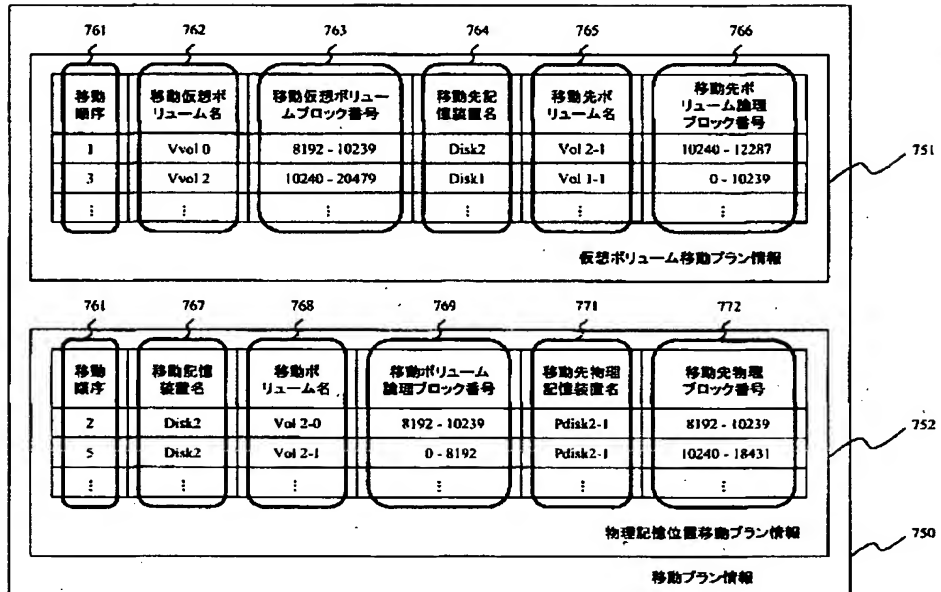 761 762 763 764 765 766
移動順序 移動仮想ボリューム名 移動仮想ボリュームブロック番号 移動先記憶装置名 移動先ボリューム名 移動先ボリューム論理ブロック番号
1 Vvol 0 8192 - 10239 Disk2 Vol 2-1 10240 - 12287
3 Vvol 2 10240 - 20479 Disk1 Vol 1-1 0 - 10239
⋮ ⋮ ⋮ ⋮ ⋮ ⋮
751
仮想ボリューム移動プラン情報
761 767 768 769 771 772
移動順序 移動記憶装置名 移動ボリューム名 移動ボリューム論理ブロック番号 移動先物理記憶装置名 移動先物理ブロック番号
2 Disk2 Vol 2-0 8192 - 10239 Pdisk2-1 8192 - 10239
5 Disk2 Vol 2-1 0 - 8192 Pdisk2-1 10240 - 18431
⋮ ⋮ ⋮ ⋮ ⋮ ⋮
752
物理記憶位置移動プラン情報
750
移動プラン情報